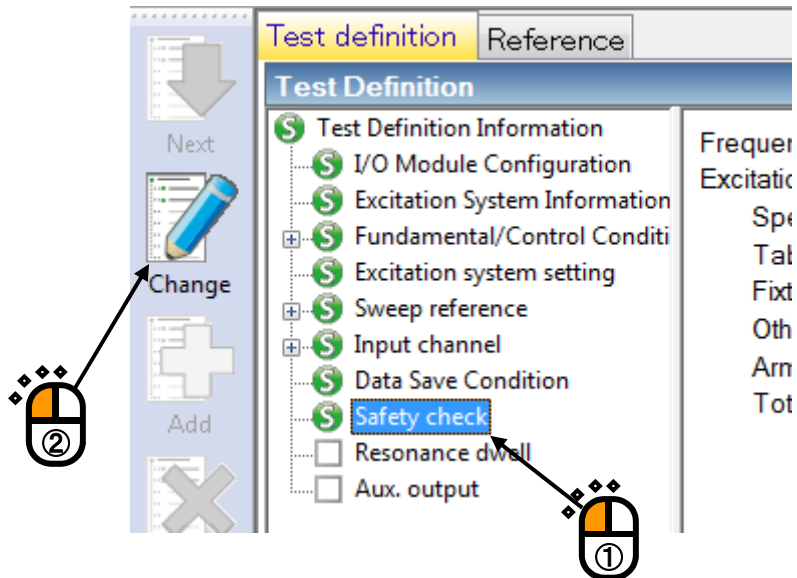 Test definition
Reference
Test Definition
Next
Change
Add
S Test Definition Information
S I/O Module Configuration
S Excitation System Information
S Fundamental/Control Conditi
S Excitation system setting
S Sweep reference
S Input channel
S Data Save Condition
S Safety check
Resonance dwell
Aux. output
Frequen
Excitatio
Spe
Tab
Fixt
Oth
Arm
Tot
②
①